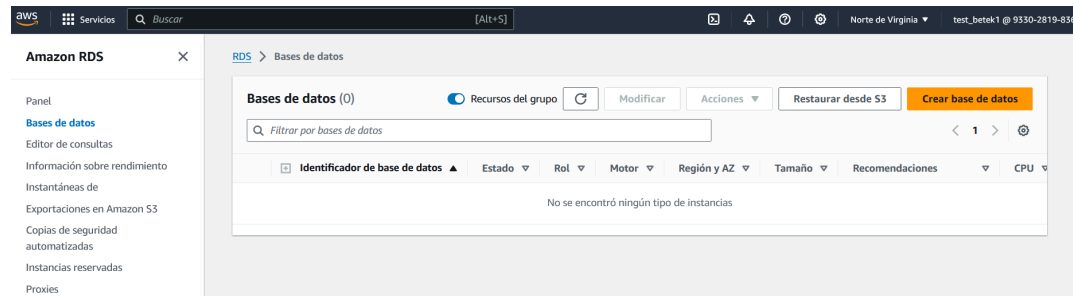 aws
Servicios
Buscar
[Alt+S]
Norte de Virginia
test_betek1 @ 9330-2819-836
Amazon RDS
RDS > Bases de datos
Panel
Bases de datos
Editor de consultas
Información sobre rendimiento
Instantáneas de
Exportaciones en Amazon S3
Copias de seguridad
automatizadas
Instancias reservadas
Proxies
Bases de datos (0)
Recursos del grupo
Modificar
Acciones
Restaurar desde S3
Crear base de datos
Filtrar por bases de datos
1
Identificador de base de datos
Estado
Rol
Motor
Región y AZ
Tamaño
Recomendaciones
CPU
No se encontró ningún tipo de instancias